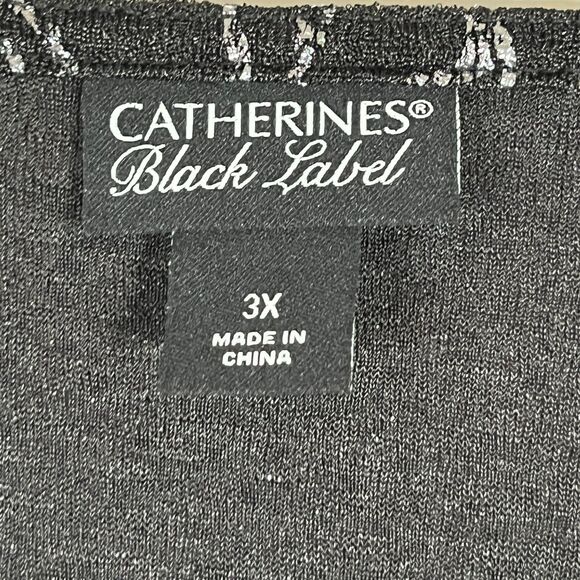 CATHERINES®
Black Label
3X
MADE IN
CHINA